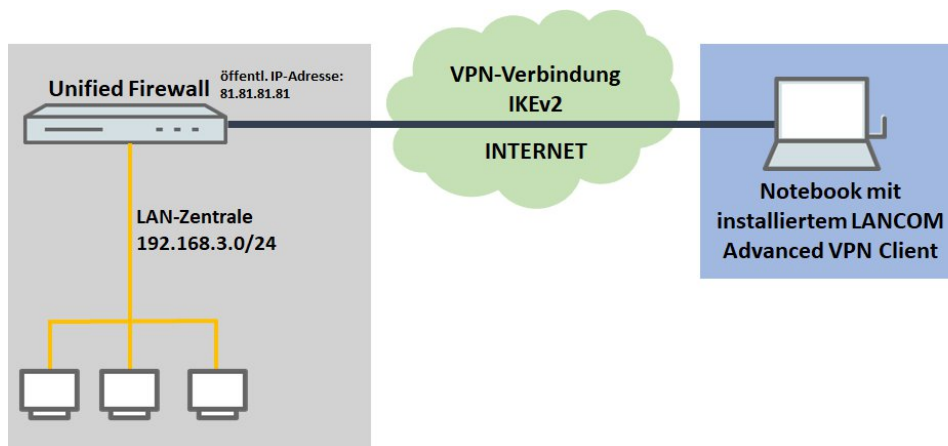 Unified Firewall
öffentl. IP-Adresse:
81.81.81.81
VPN-Verbindung
IKEv2
INTERNET
LAN-Zentrale
192.168.3.0/24
Notebook mit
installiertem LANCOM
Advanced VPN Client